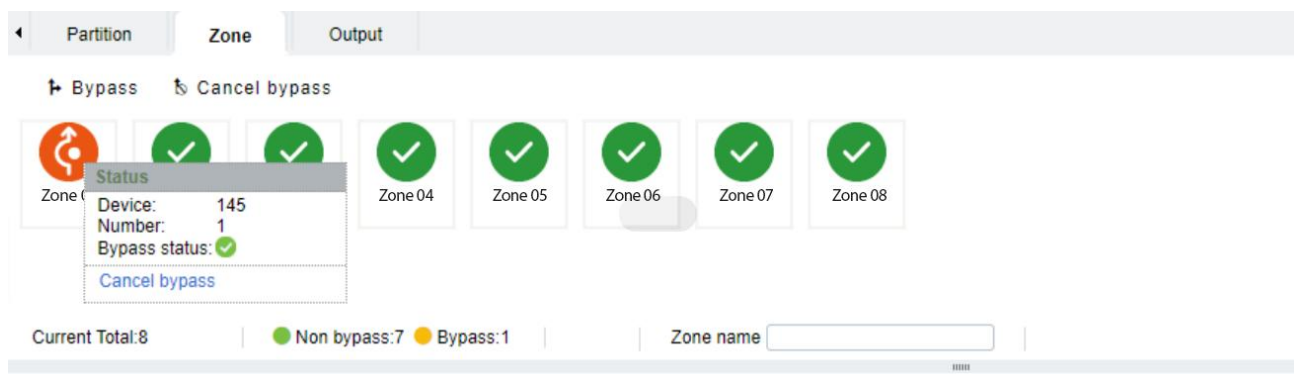 Partition Zone Output
Bypass Cancel bypass
Zone Zone 04 Zone 05 Zone 06 Zone 07 Zone 08
Status
Device: 145
Number: 1
Bypass status:
Cancel bypass
Current Total:8 Non bypass:7 Bypass:1 Zone name